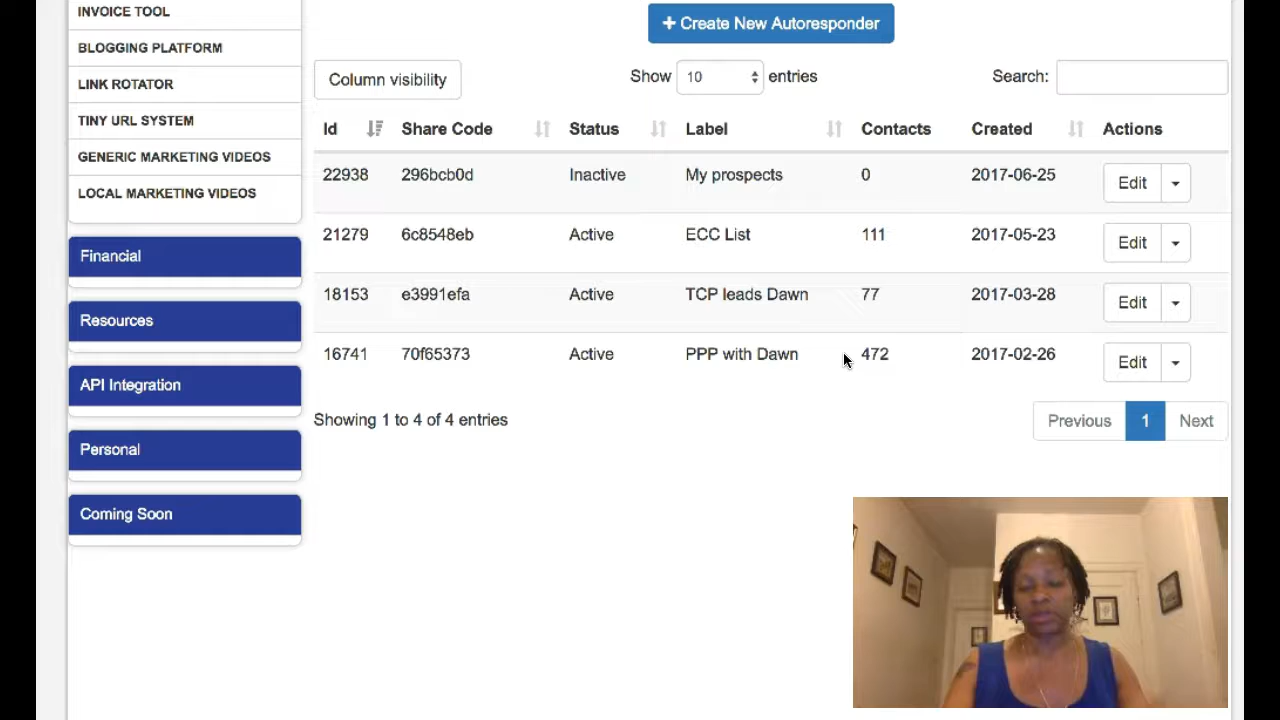 INVOICE TOOL
BLOGGING PLATFORM
LINK ROTATOR
TINY URL SYSTEM
GENERIC MARKETING VIDEOS
LOCAL MARKETING VIDEOS
Financial
Resources
API Integration
Personal
Coming Soon
+ Create New Autoresponder
Column visibility
Show 10 entries
Search:
Id Share Code Status Label Contacts Created Actions
22938 296bcb0d Inactive My prospects 0 2017-06-25 Edit
21279 6c8548eb Active ECC List 111 2017-05-23 Edit
18153 e3991efa Active TCP leads Dawn 77 2017-03-28 Edit
16741 70f65373 Active PPP with Dawn 472 2017-02-26 Edit
Showing 1 to 4 of 4 entries
Previous 1 Next